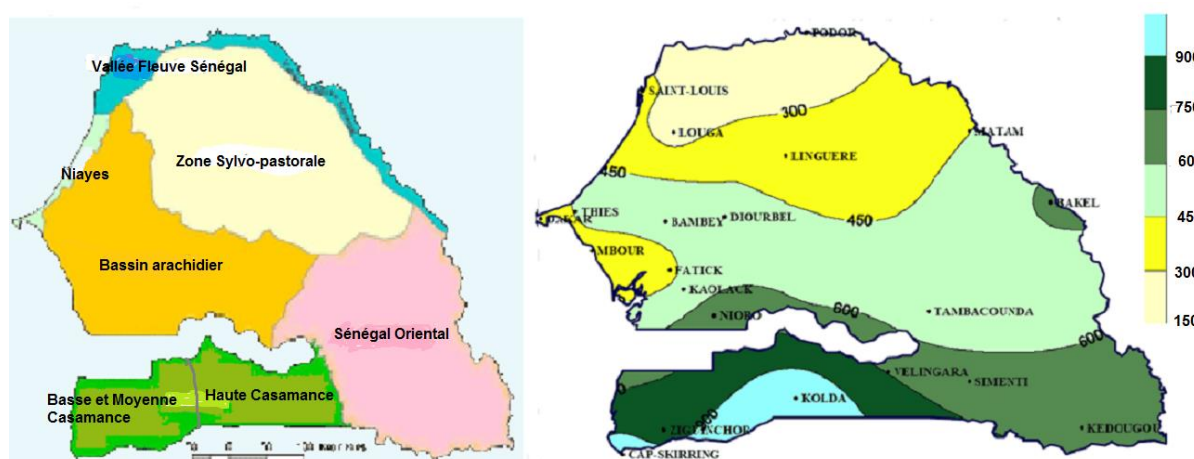 Vallée Fleuve Sénégal
Niayes
Zone Sylvo-pastorale
Bassin arachidier
Sénégal Oriental
Basse et Moyenne
Casamance
Haute Casamance
PODOR
SAINT-LOUIS
300
LOUGA
LINGUERE
MATAM
450
BAKEL
THIES
BAMBEY
DIOURBEL
450
MBOUR
FATICK
KAOLACK
NIORO
600
TAMBACOUNDA
600
VELINGARA
SIMENTI
KOLDA
ZIGUINCHOR
KEDOUGOU
CAP-SKIRRING
900
750
60
45
300
150